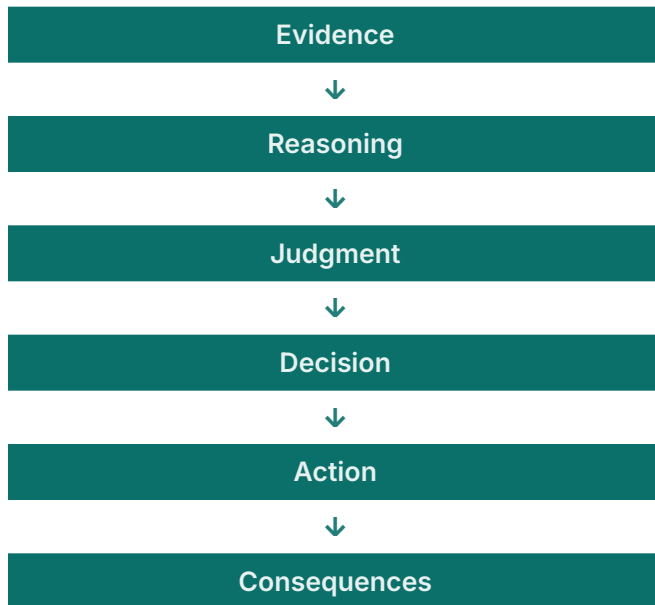 Evidence
↓
Reasoning
↓
Judgment
↓
Decision
↓
Action
↓
Consequences